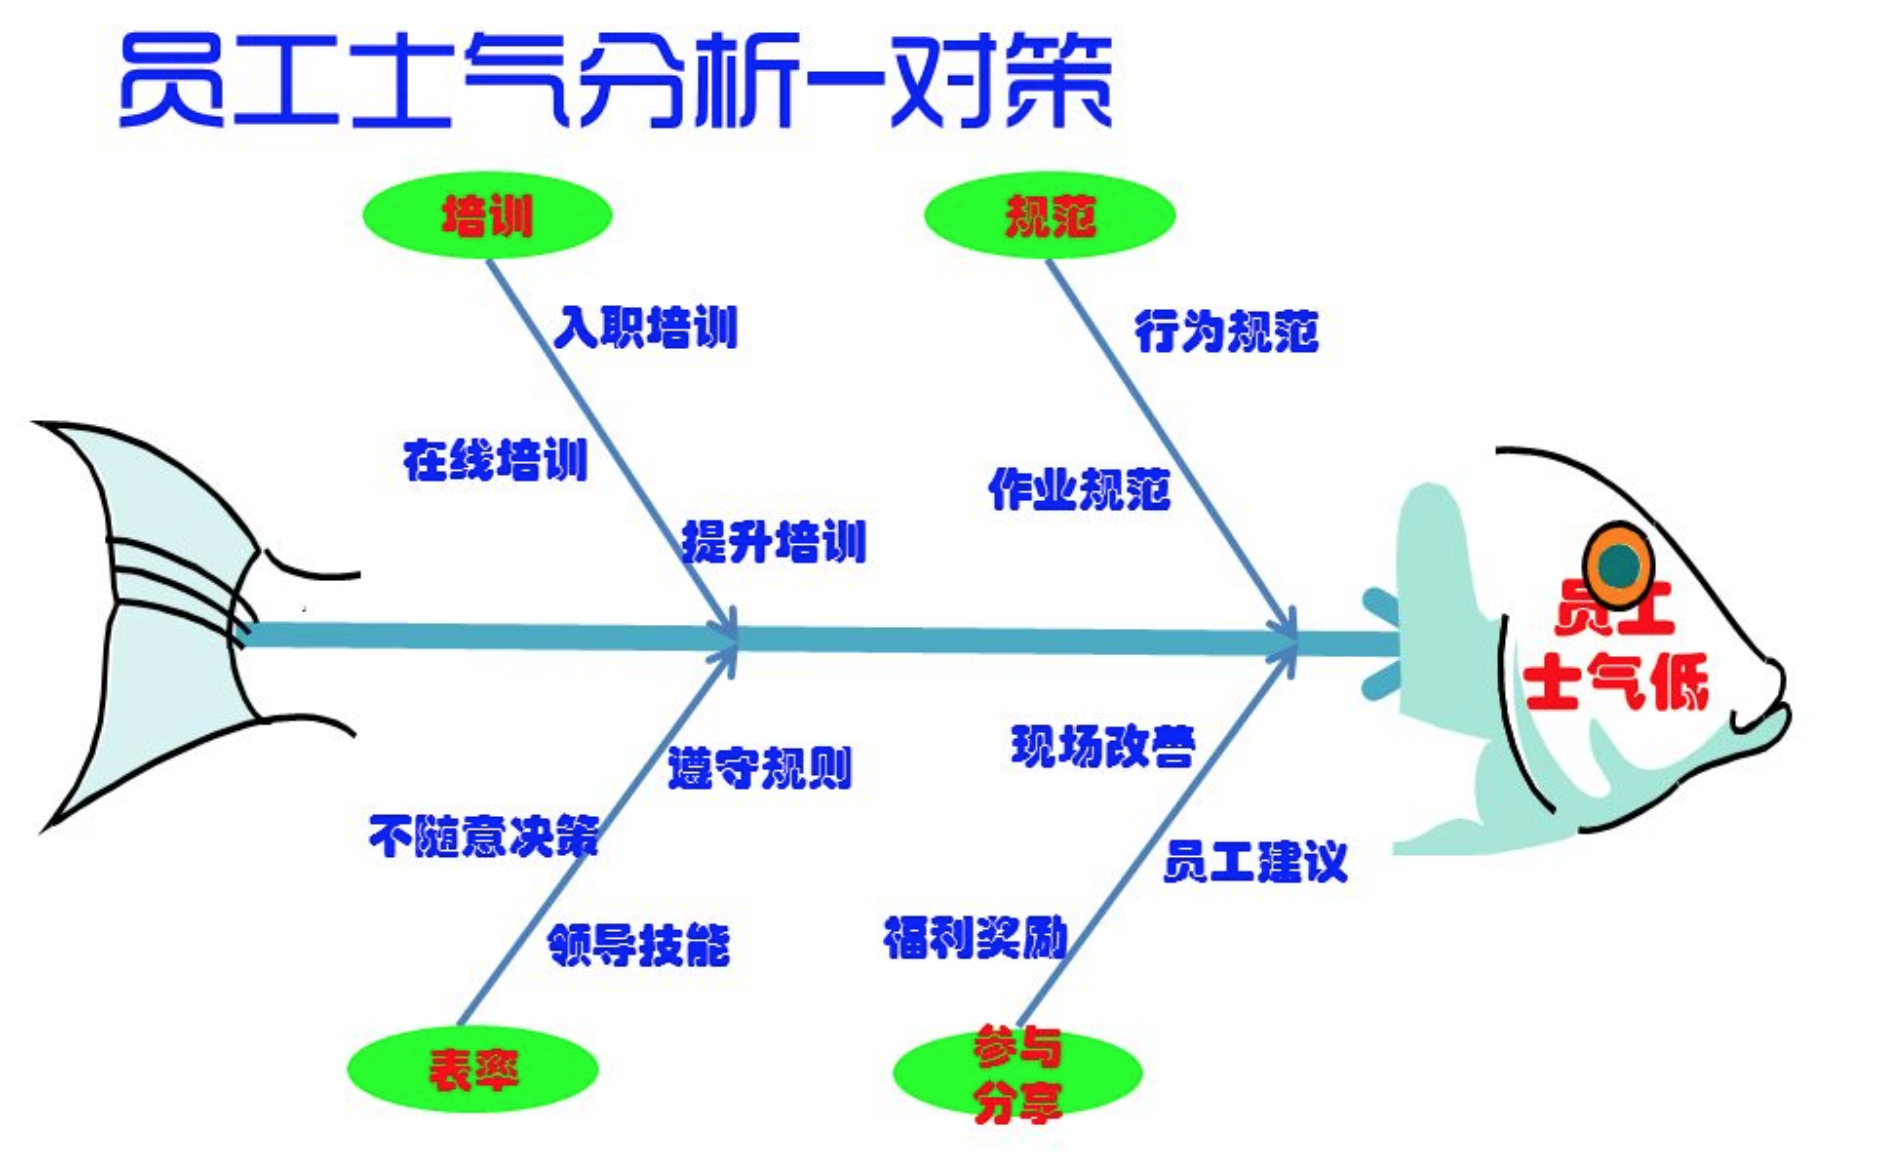 员工士气分析—对策
培训
规范
入职培训
行为规范
在线培训
作业规范
提升培训
员工
士气低
遵守规则
现场改善
不随意决策
员工建议
领导技能
福利奖励
表率
参与
分享